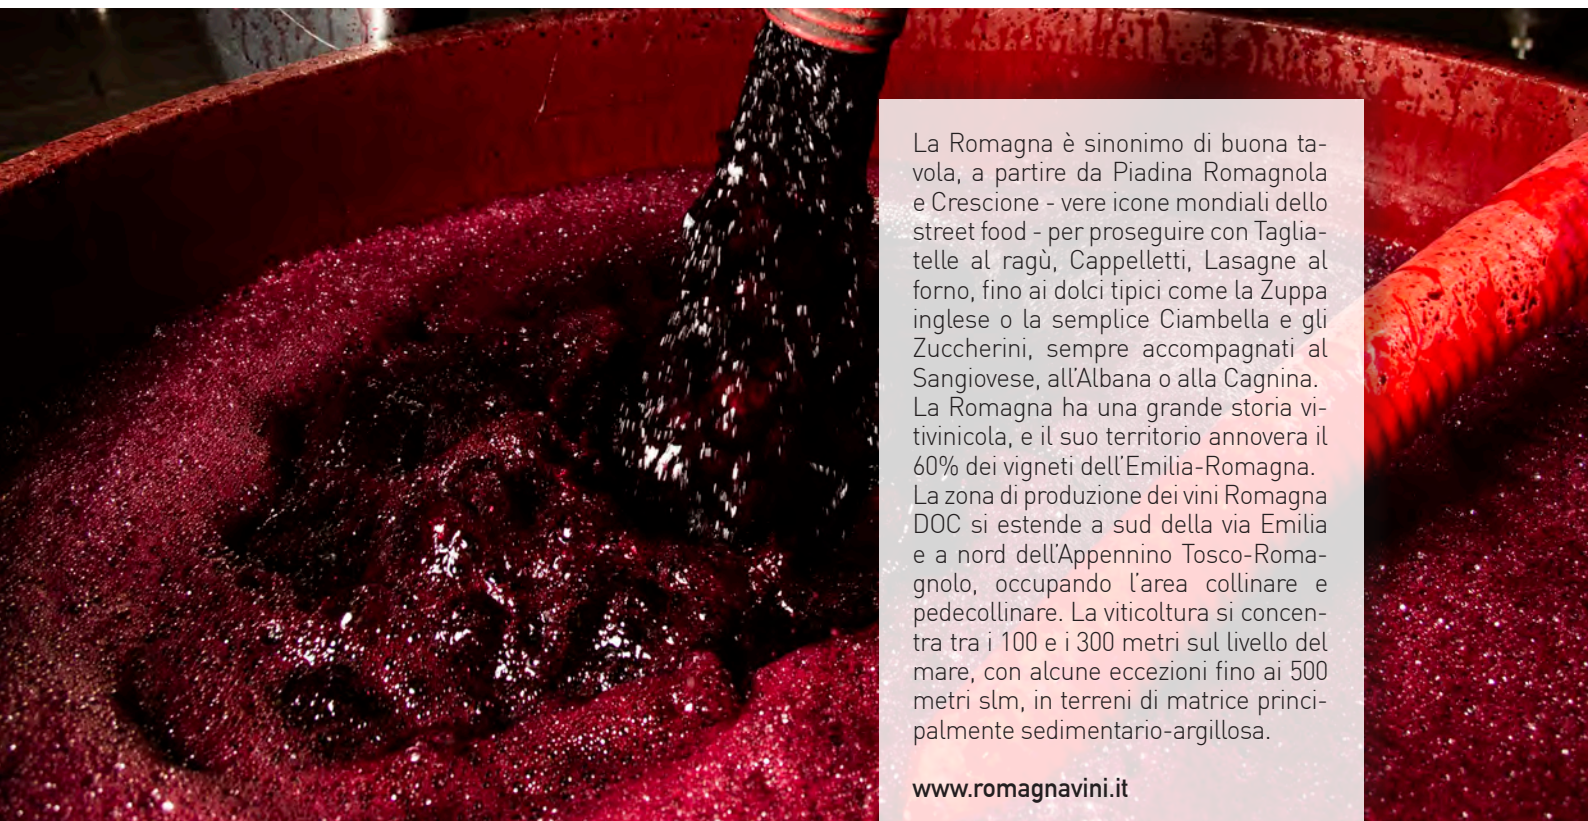 La Romagna è sinonimo di buona ta-
vola, a partire da Piadina Romagnola
e Crescione - vere icone mondiali dello
street food - per proseguire con Taglia-
telle al ragù, Cappelletti, Lasagne al
forno, fino ai dolci tipici come la Zuppa
inglese o la semplice Ciambella e gli
Zuccherini, sempre accompagnati al
Sangiovese, all'Albana o alla Cagnina.
La Romagna ha una grande storia vi-
tivinicola, e il suo territorio annovera il
60% dei vigneti dell'Emilia-Romagna.
La zona di produzione dei vini Romagna
DOC si estende a sud della via Emilia
e a nord dell'Appennino Tosco-Roma-
gnolo, occupando l'area collinare e
pedecollinare. La viticoltura si concen-
tra tra i 100 e i 300 metri sul livello del
mare, con alcune eccezioni fino ai 500
metri slm, in terreni di matrice princi-
palmente sedimentario-argillosa.
www.romagnavini.it